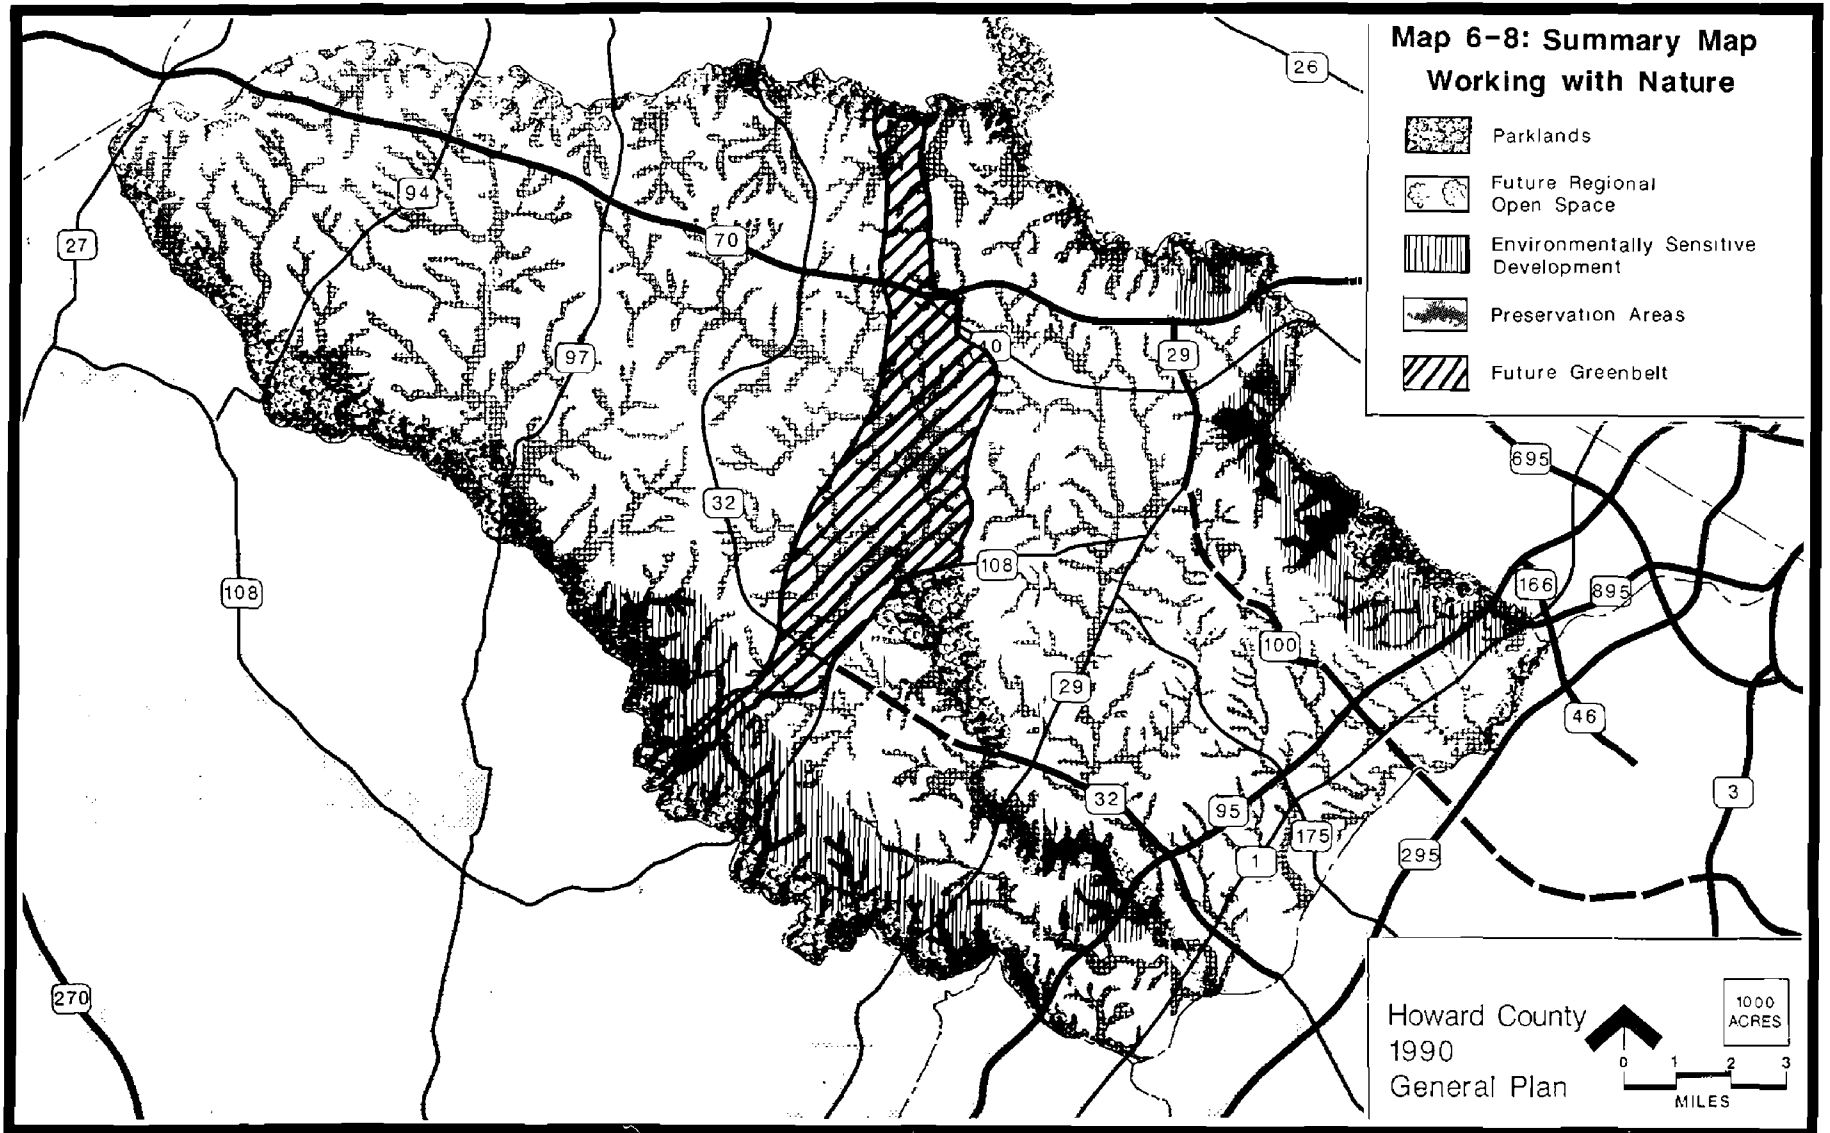 Map 6-8: Summary Map
Working with Nature
Parklands
Future Regional
Open Space
Environmentally Sensitive
Development
Preservation Areas
Future Greenbelt
26
94
27
70
97
40
29
32
108
695
108
166
895
100
29
46
32
95
175
1
295
3
270
Howard County
1990
General Plan
1000
ACRES
0 1 2 3
MILES